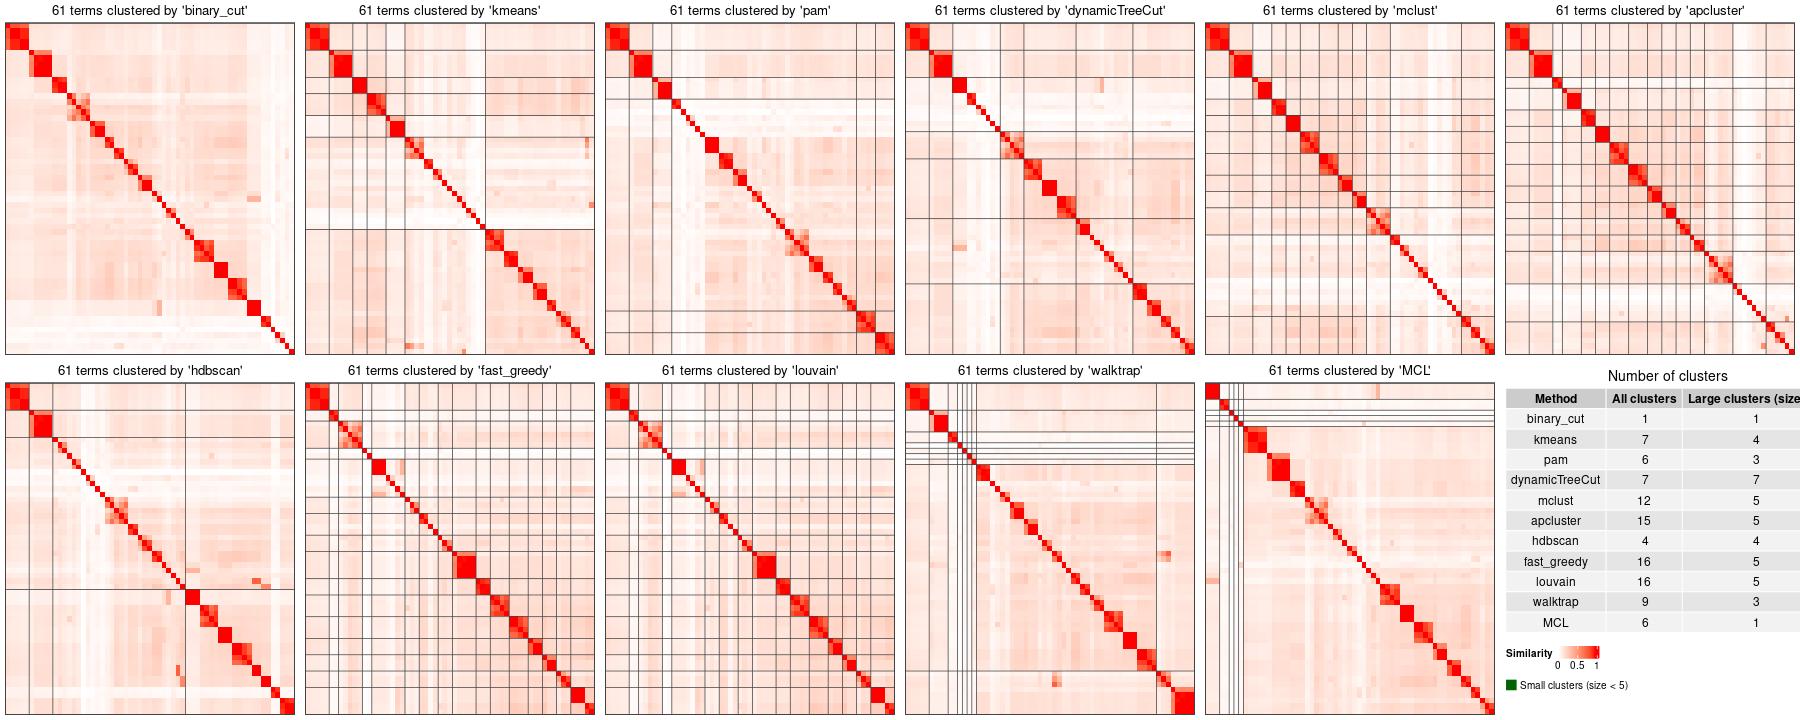 61 terms clustered by 'binary_cut'
61 terms clustered by 'kmeans'
61 terms clustered by 'pam'
61 terms clustered by 'dynamicTreeCut'
61 terms clustered by 'mclust'
61 terms clustered by 'apcluster'
61 terms clustered by 'hdbscan'
61 terms clustered by 'fast_greedy'
61 terms clustered by 'louvain'
61 terms clustered by 'walktrap'
61 terms clustered by 'MCL'
Number of clusters
Method All clusters Large clusters (size
binary_cut 1 1
kmeans 7 4
pam 6 3
dynamicTreeCut 7 7
mclust 12 5
apcluster 15 5
hdbscan 4 4
fast_greedy 16 5
louvain 16 5
walktrap 9 3
MCL 6 1
Similarity
0 0.5 1
Small clusters (size < 5)